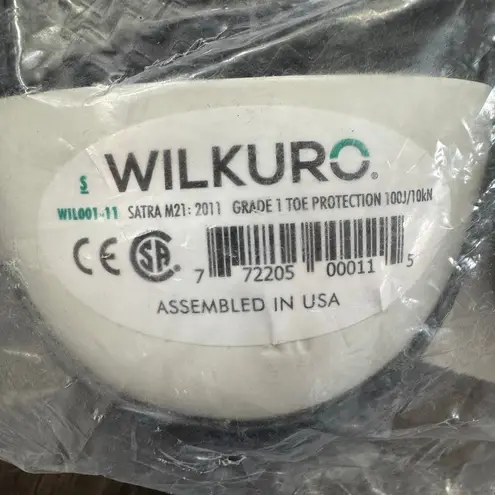 S
WILKURO®
WIL001-11 SATRA M21: 2011 GRADE 1 TOE PROTECTION 100J/10kN
CE SA®
7 72205 00011 5
ASSEMBLED IN USA